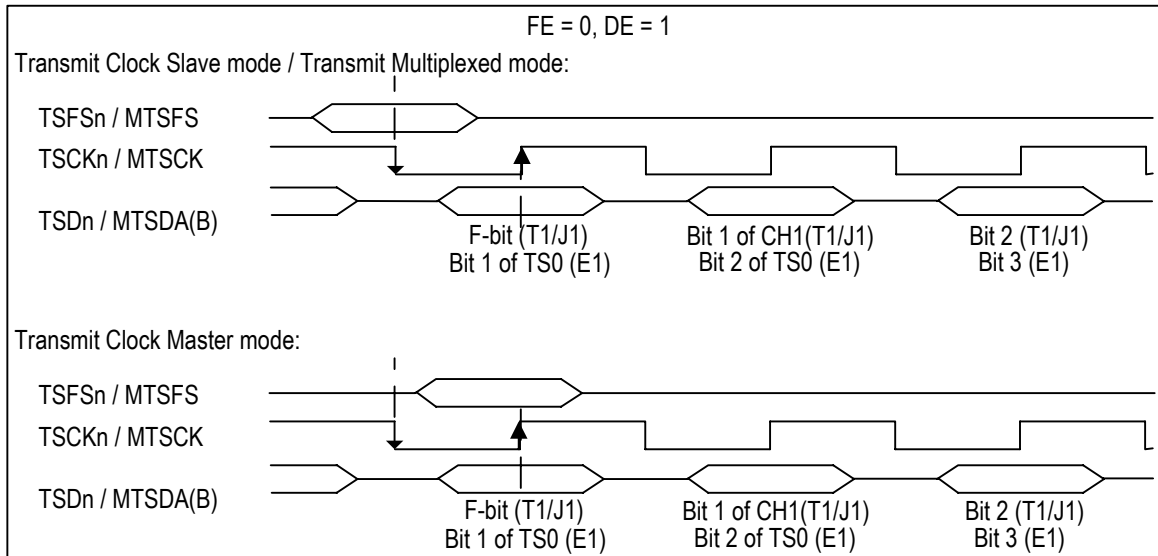 FE = 0, DE = 1
Transmit Clock Slave mode / Transmit Multiplexed mode:
TSFSn / MTSFS
TSCKn / MTSCK
TSDn / MTSDA(B)
F-bit (T1/J1)
Bit 1 of TS0 (E1)
Bit 1 of CH1(T1/J1)
Bit 2 of TS0 (E1)
Bit 2 (T1/J1)
Bit 3 (E1)
Transmit Clock Master mode:
TSFSn / MTSFS
TSCKn / MTSCK
TSDn / MTSDA(B)
F-bit (T1/J1)
Bit 1 of TS0 (E1)
Bit 1 of CH1(T1/J1)
Bit 2 of TS0 (E1)
Bit 2 (T1/J1)
Bit 3 (E1)